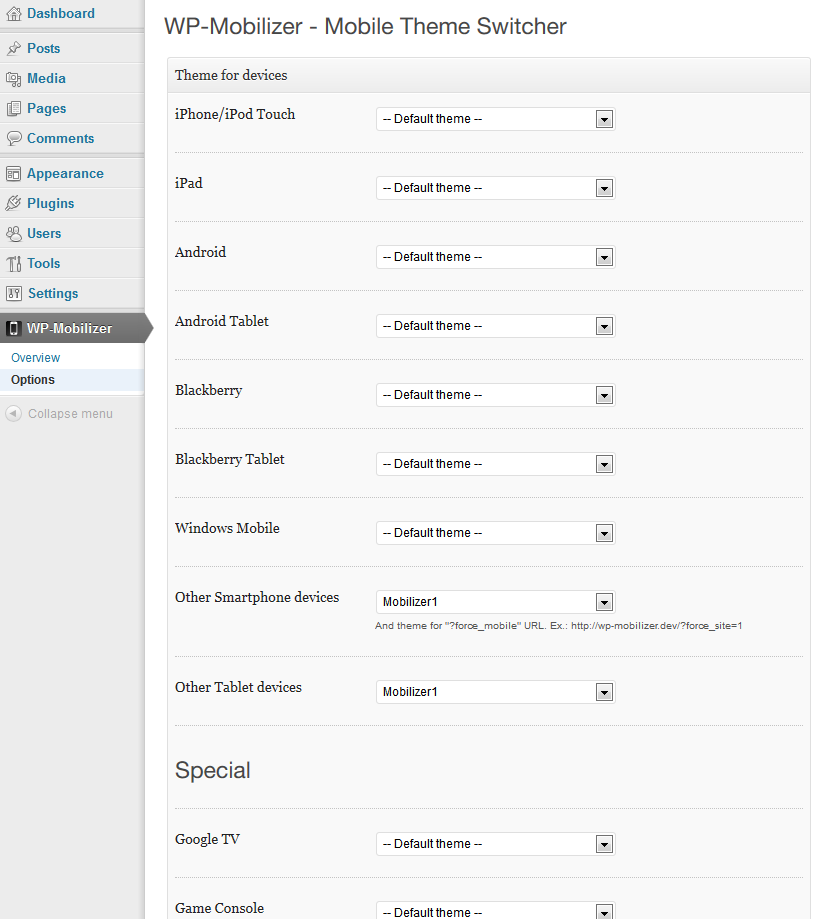 Dashboard
Posts
Media
Pages
Comments
Appearance
Plugins
Users
Tools
Settings
WP-Mobilizer
Overview
Options
Collapse menu
WP-Mobilizer - Mobile Theme Switcher
Theme for devices
iPhone/iPod Touch
-- Default theme --
iPad
-- Default theme --
Android
-- Default theme --
Android Tablet
-- Default theme --
Blackberry
-- Default theme --
Blackberry Tablet
-- Default theme --
Windows Mobile
-- Default theme --
Other Smartphone devices
Mobilizer1
And theme for "?force_mobile" URL. Ex.: http://wp-mobilizer.dev/?force_site=1
Other Tablet devices
Mobilizer1
Special
Google TV
-- Default theme --
Game Console
-- Default theme --